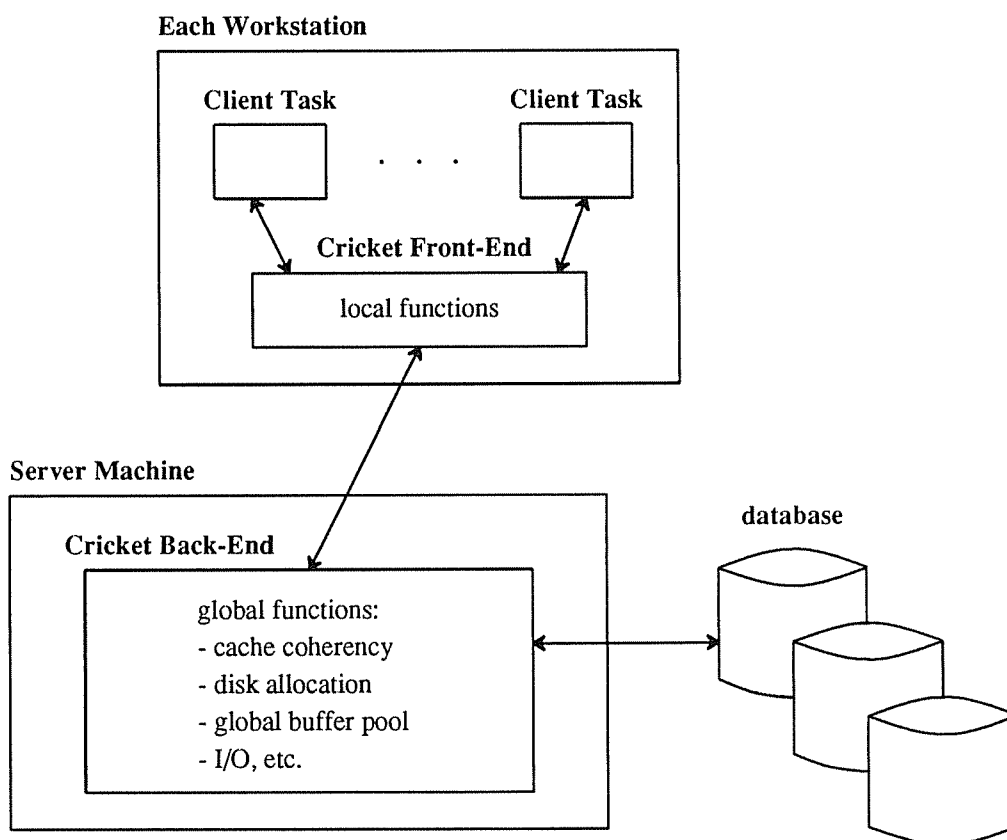 Each Workstation
Client Task
Client Task
. . .
Cricket Front-End
local functions
Server Machine
Cricket Back-End
global functions:
- cache coherency
- disk allocation
- global buffer pool
- I/O, etc.
database